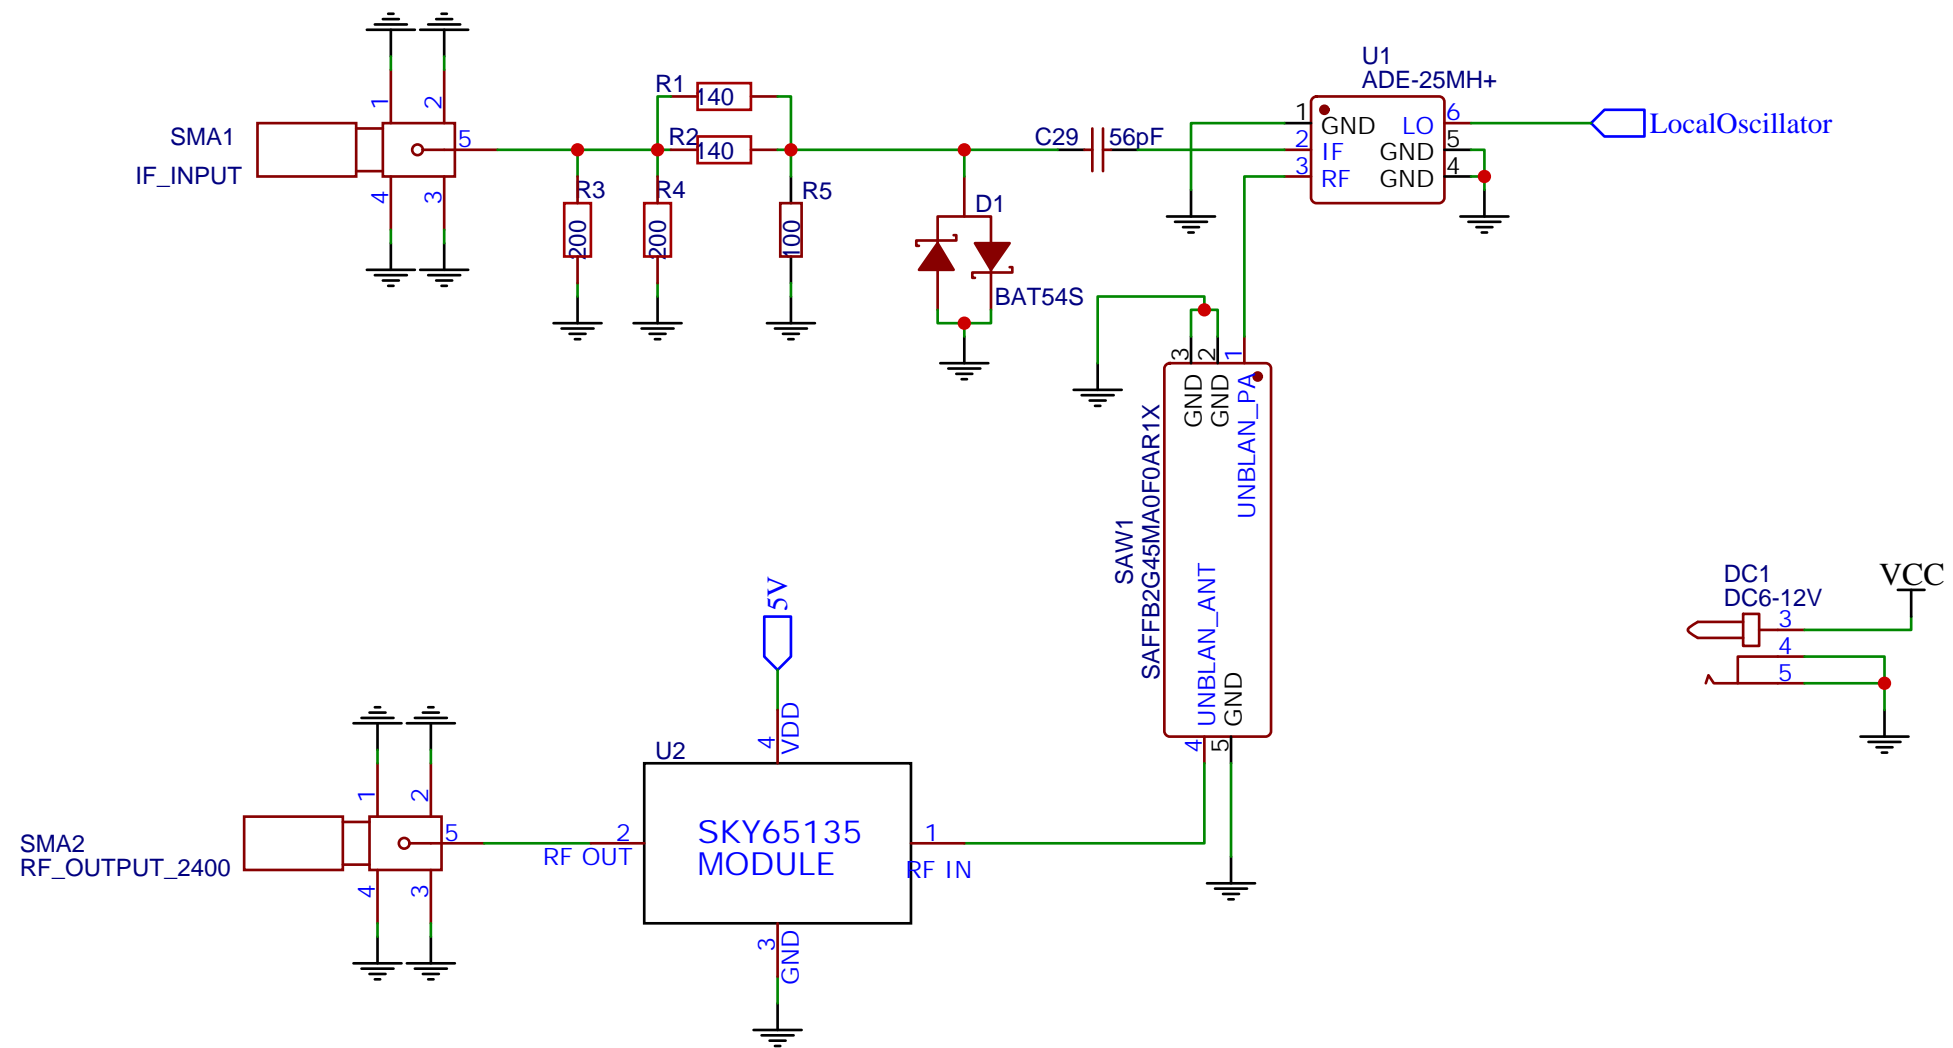 1
2
SMA1
IF_INPUT
5
4
3
R1
140
R2
140
R3
200
R4
200
R5
100
D1
BAT54S
C29
56pF
U1
ADE-25MH+
1
GND
2
IF
3
RF
LO
6
GND
5
GND
4
LocalOscillator
3
2
1
GND
GND
UNBLAN_PA
SAW1
SAFFB2G45MA0F0AR1X
UNBLAN_ANT
GND
4
5
DC1
DC6-12V
VCC
3
4
5
5V
4
VDD
U2
SKY65135
MODULE
2
RF OUT
1
RF IN
3
GND
1
2
SMA2
RF_OUTPUT_2400
5
4
3